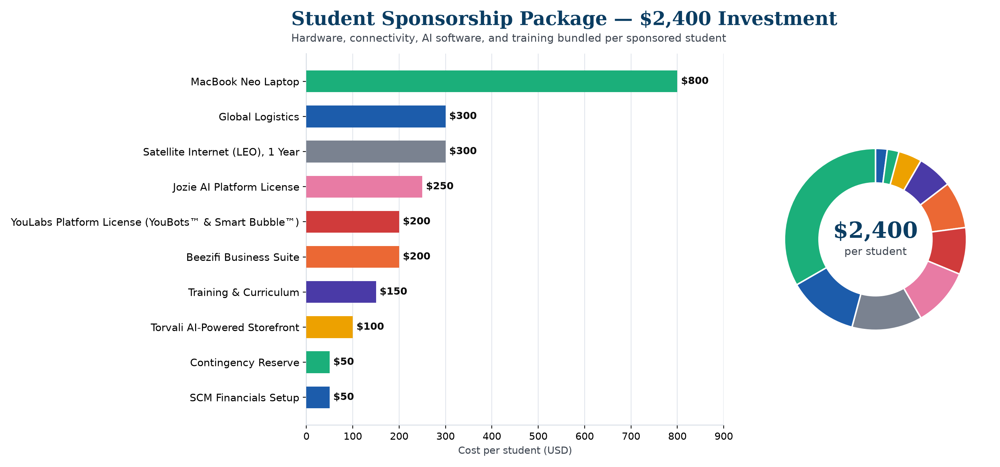 Student Sponsorship Package — $2,400 Investment
Hardware, connectivity, AI software, and training bundled per sponsored student
MacBook Neo Laptop $800
Global Logistics $300
Satellite Internet (LEO), 1 Year $300
Jozie AI Platform License $250
YouLabs Platform License (YouBots™ & Smart Bubble™) $200
Beezifi Business Suite $200
Training & Curriculum $150
Torvali AI-Powered Storefront $100
Contingency Reserve $50
SCM Financials Setup $50
0 100 200 300 400 500 600 700 800 900
Cost per student (USD)
$2,400
per student